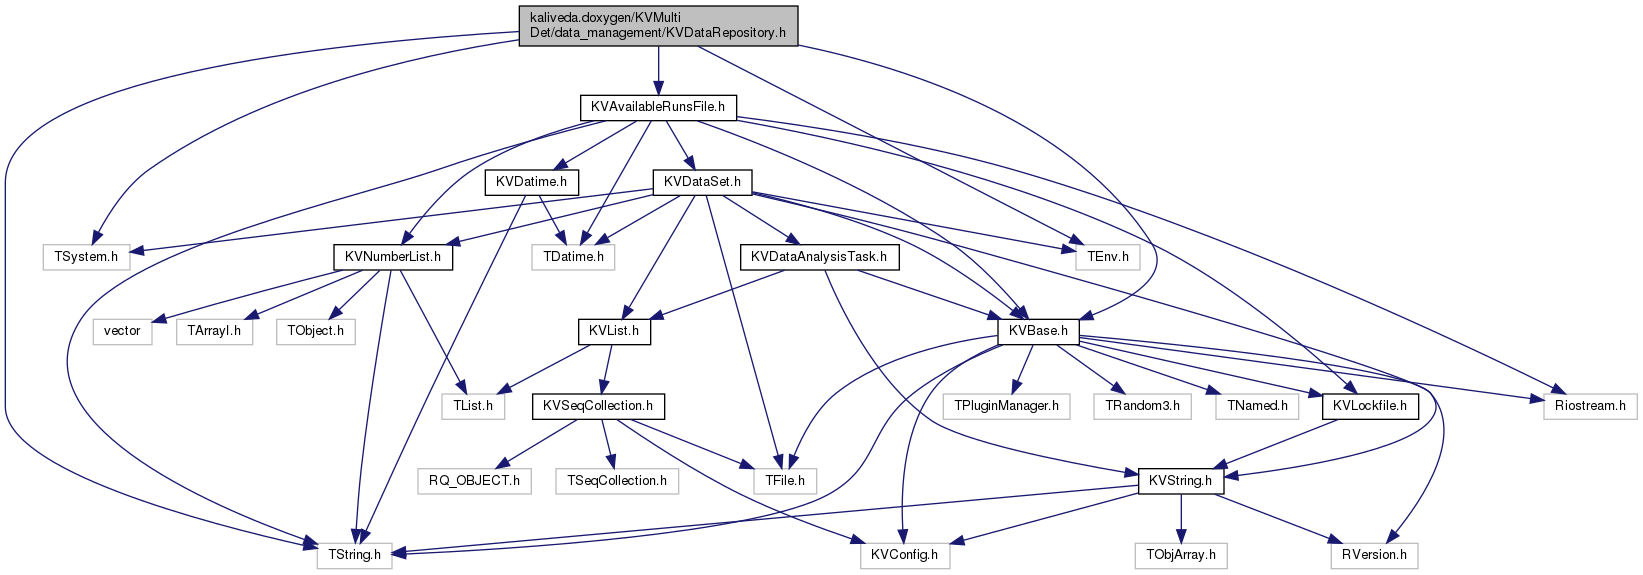 kaliveda.doxygen/KVMulti
Det/data_management/KVDataRepository.h
KVAvailableRunsFile.h
KVDatime.h
KVDataSet.h
TSystem.h
KVNumberList.h
TDatime.h
KVDataAnalysisTask.h
TEnv.h
vector
TArrayI.h
TObject.h
KVList.h
KVBase.h
TList.h
KVSeqCollection.h
TPluginManager.h
TRandom3.h
TNamed.h
KVLockfile.h
Riostream.h
RQ_OBJECT.h
TSeqCollection.h
TFile.h
KVString.h
TString.h
KVConfig.h
TObjArray.h
RVersion.h